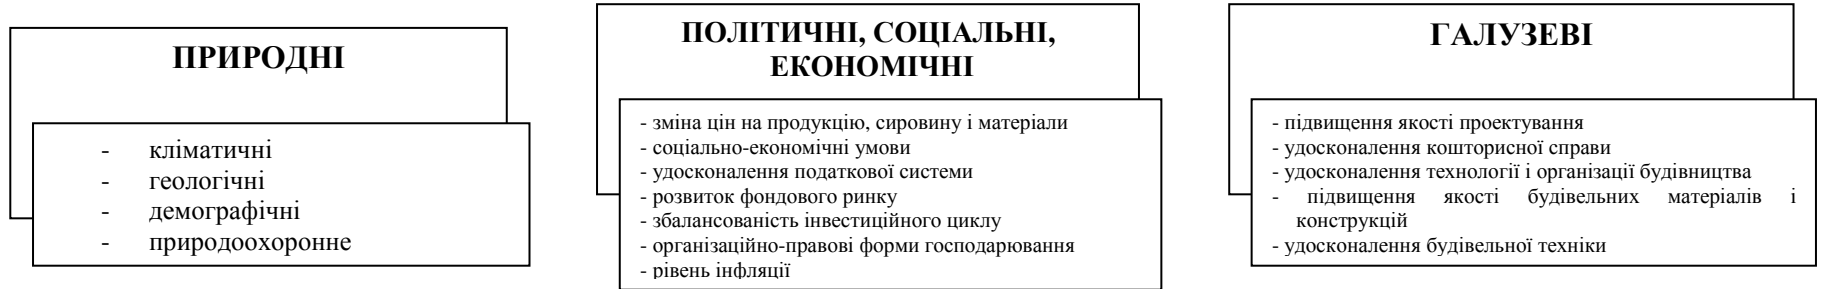 ПРИРОДНІ
- кліматичні
- геологічні
- демографічні
- природоохоронне
ПОЛІТИЧНІ, СОЦІАЛЬНІ,
ЕКОНОМІЧНІ
- зміна цін на продукцію, сировину і матеріали
- соціально-економічні умови
- удосконалення податкової системи
- розвиток фондового ринку
- збалансованість інвестиційного циклу
- організаційно-правові форми господарювання
- рівень інфляції
ГАЛУЗЕВІ
- підвищення якості проектування
- удосконалення кошторисної справи
- удосконалення технології і організації будівництва
- підвищення якості будівельних матеріалів і
конструкцій
- удосконалення будівельної техніки